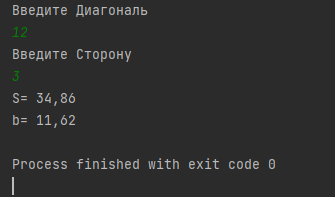 Введите Диагональ
12
Введите Сторону
3
S= 34,86
b= 11,62
Process finished with exit code 0